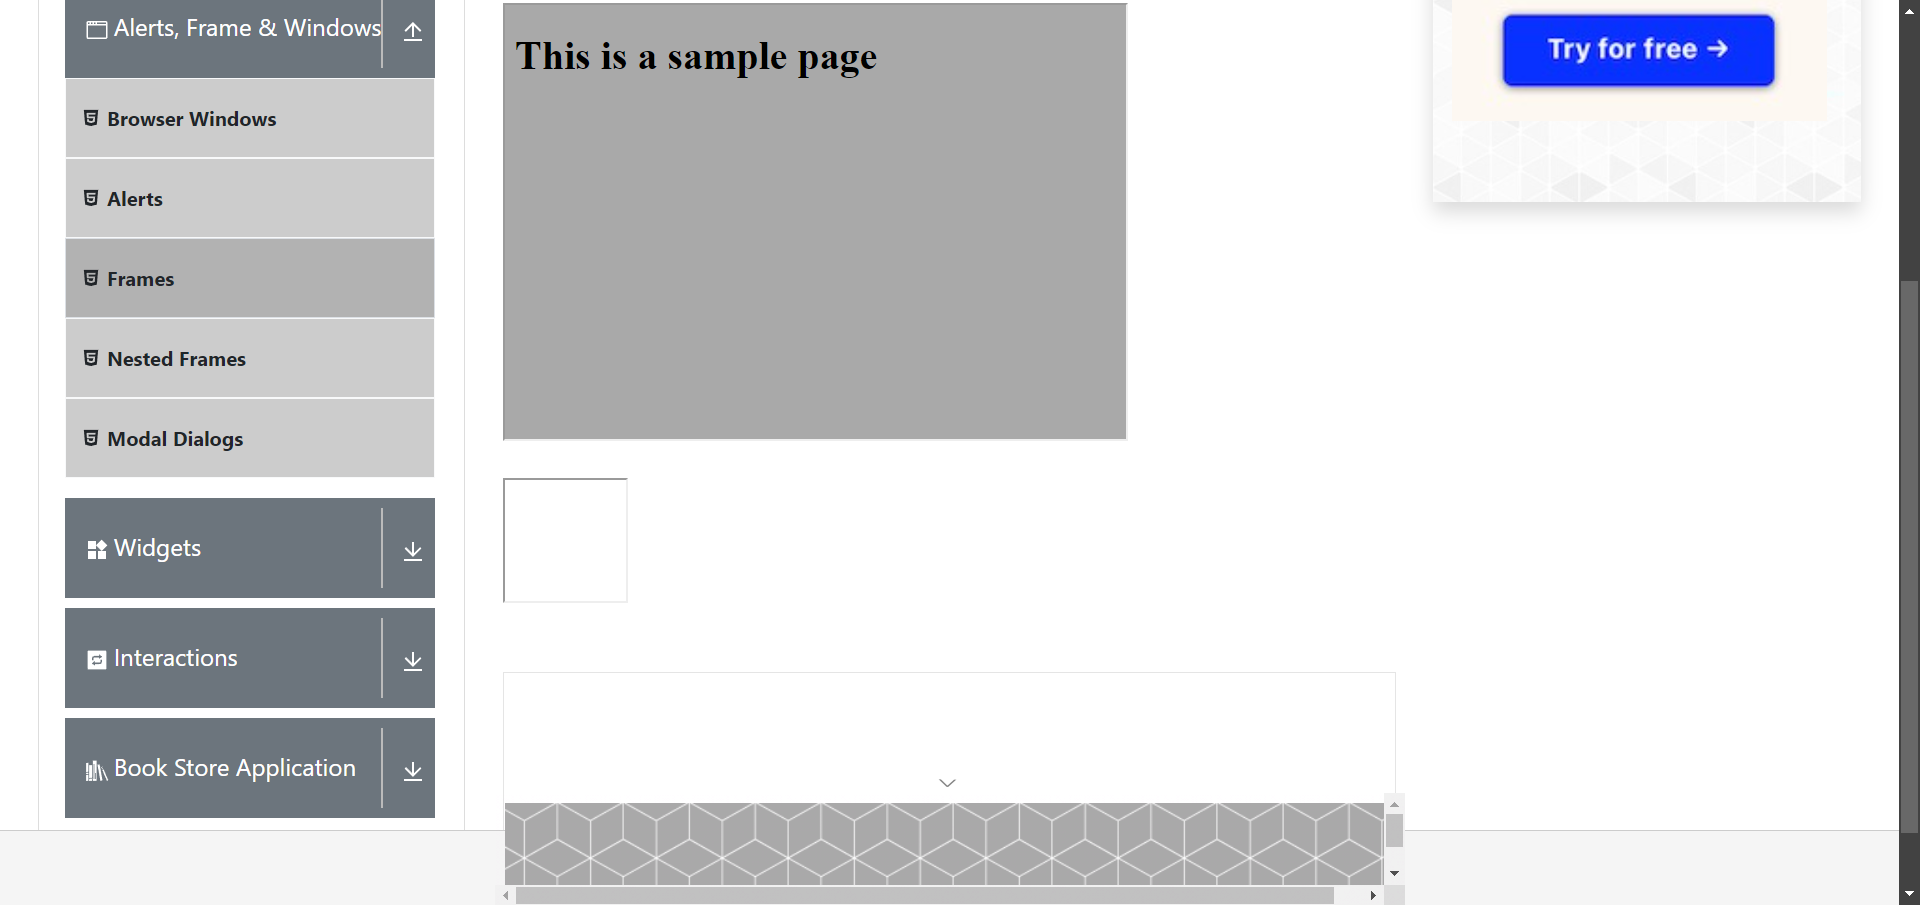 Alerts, Frame & Windows
Browser Windows
Alerts
Frames
Nested Frames
Modal Dialogs
Widgets
Interactions
Book Store Application
This is a sample page
Try for free →